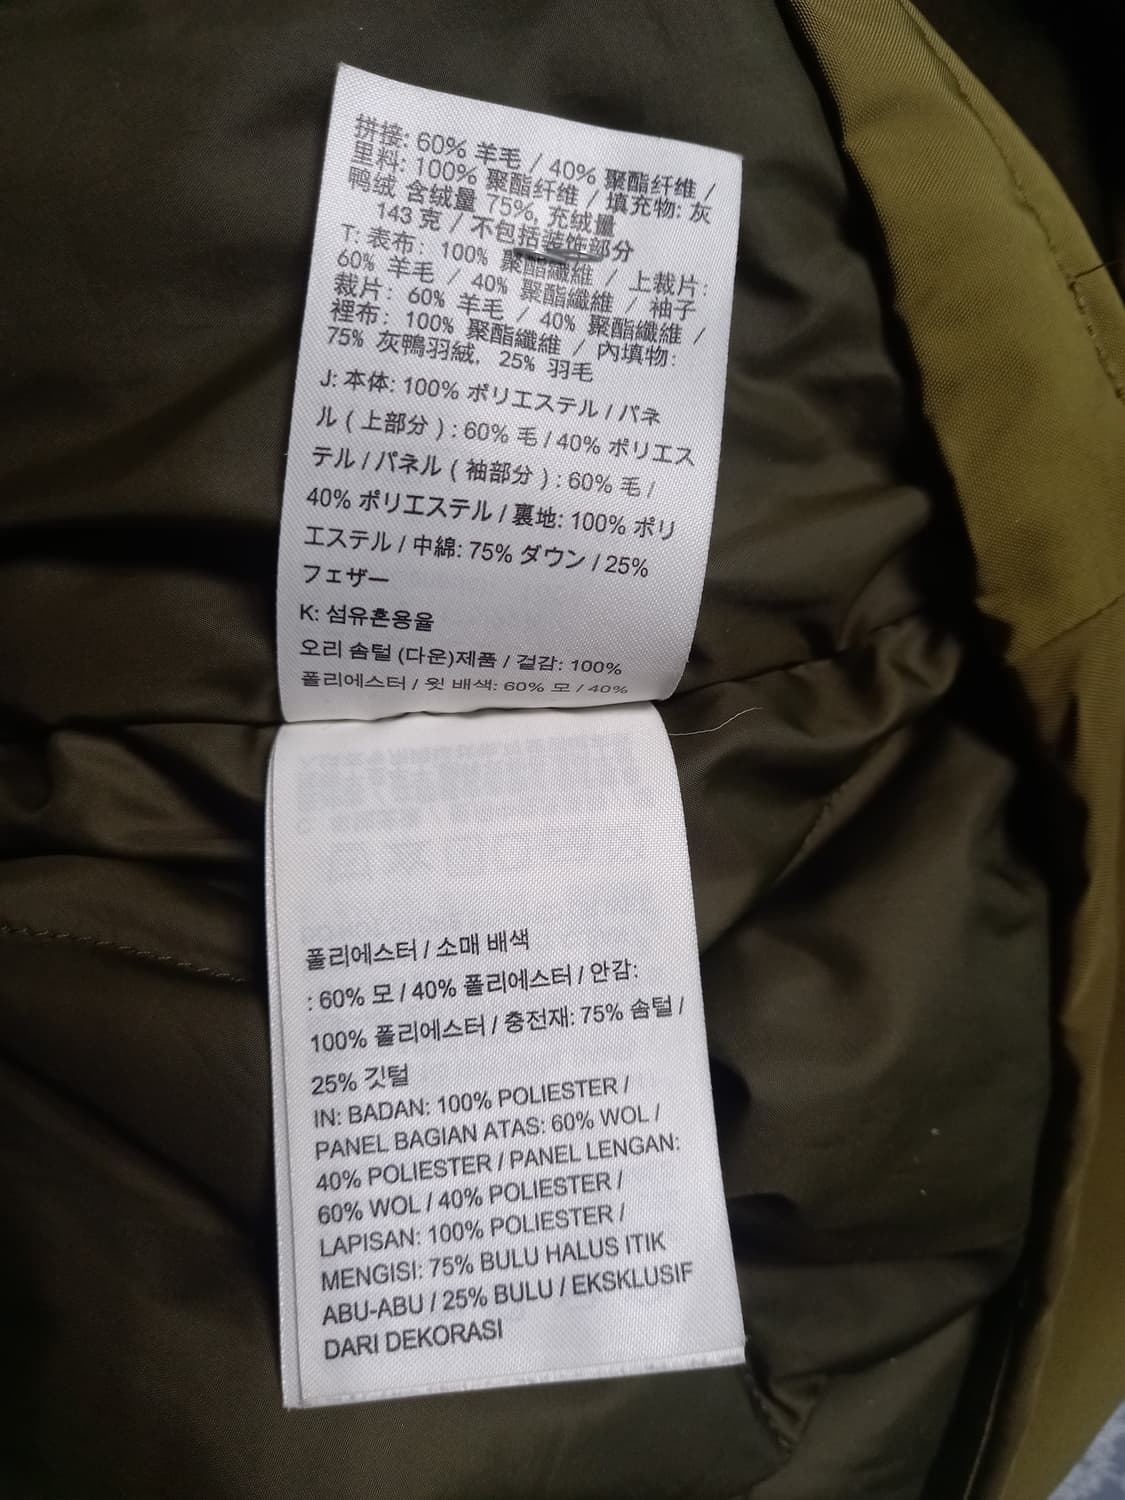 拼接: 60% 羊毛 / 40% 聚酯纤维 /
里料: 100% 聚酯纤维 / 填充物: 灰
鸭绒 含绒量 75%, 充绒量
143 克 / 不包括装饰部分
T: 表布: 100% 聚酯纖維 / 上裁片:
60% 羊毛 / 40% 聚酯纖維 / 袖子
裁片: 60% 羊毛 / 40% 聚酯纖維 /
裡布: 100% 聚酯纖維 / 內填物:
75% 灰鴨羽絨, 25% 羽毛
J: 本体: 100% ポリエステル / パネ
ル ( 上部分 ) : 60% 毛 / 40% ポリエス
テル / パネル ( 袖部分 ) : 60% 毛 /
40% ポリエステル / 裏地: 100% ポリ
エステル / 中綿: 75% ダウン / 25%
フェザー
K: 섬유혼용율
오리 솜털 (다운)제품 / 겉감: 100%
폴리에스터 / 윗 배색: 60% 모 / 40%
폴리에스터 / 소매 배색
: 60% 모 / 40% 폴리에스터 / 안감:
100% 폴리에스터 / 충전재: 75% 솜털 /
25% 깃털
IN: BADAN: 100% POLIESTER /
PANEL BAGIAN ATAS: 60% WOL /
40% POLIESTER / PANEL LENGAN:
60% WOL / 40% POLIESTER /
LAPISAN: 100% POLIESTER /
MENGISI: 75% BULU HALUS ITIK
ABU-ABU / 25% BULU / EKSKLUSIF
DARI DEKORASI